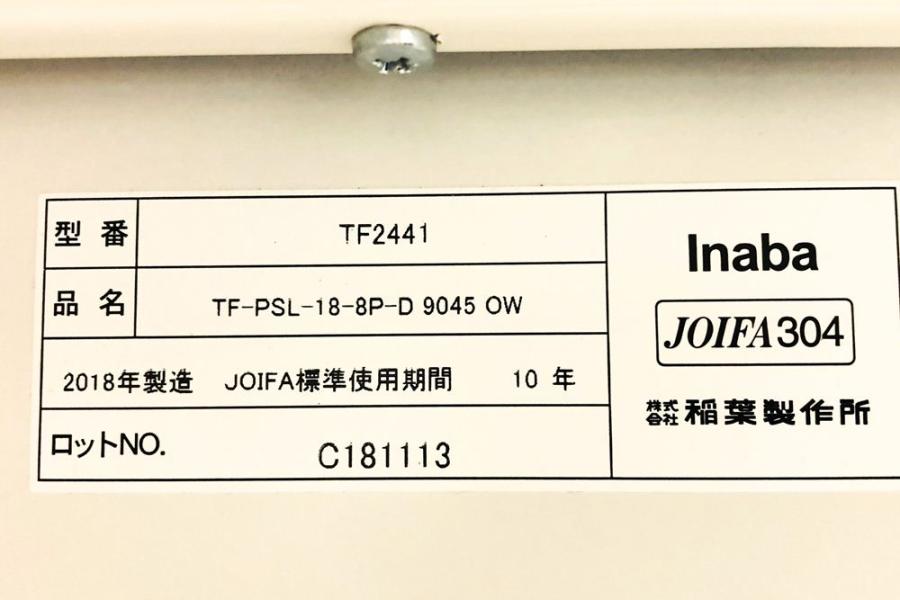 型番 TF2441
品名 TF-PSL-18-8P-D 9045 OW
2018年製造 JOIFA標準使用期間 10 年
ロットNO. C181113
Inaba
JOIFA304
株式会社 稲葉製作所